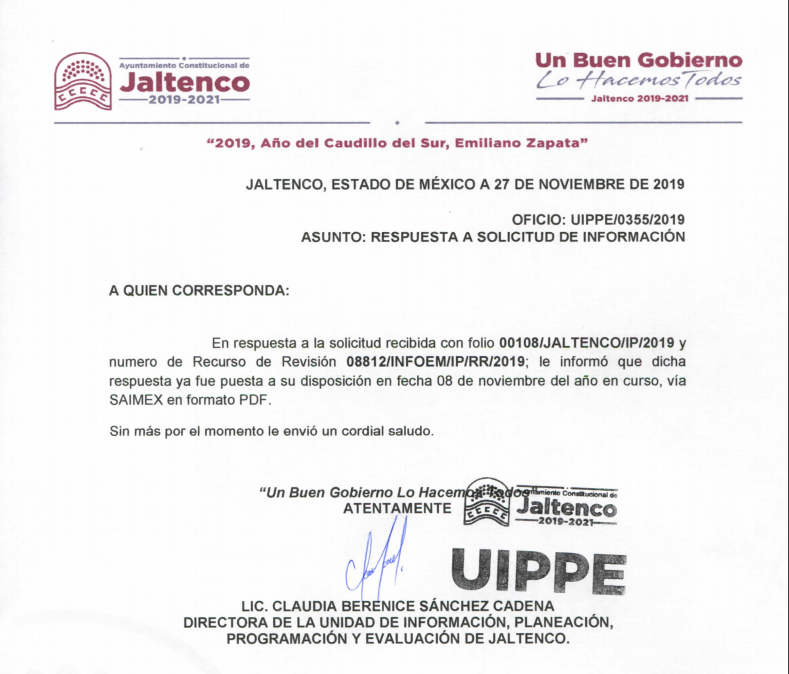 Ayuntamiento Constitucional de
Jaltenco
2019-2021
Un Buen Gobierno
Lo Hacemos Todos
Jaltenco 2019-2021
"2019, Año del Caudillo del Sur, Emiliano Zapata"
JALTENCO, ESTADO DE MÉXICO A 27 DE NOVIEMBRE DE 2019
OFICIO: UIPPE/0355/2019
ASUNTO: RESPUESTA A SOLICITUD DE INFORMACIÓN
A QUIEN CORRESPONDA:
En respuesta a la solicitud recibida con folio 00108/JALTENCO/IP/2019 y
numero de Recurso de Revisión 08812/INFOEM/IP/RR/2019; le informó que dicha
respuesta ya fue puesta a su disposición en fecha 08 de noviembre del año en curso, vía
SAIMEX en formato PDF.
Sin más por el momento le envió un cordial saludo.
"Un Buen Gobierno Lo Hacemos Todos"
ATENTAMENTE
Constitucional de
Jaltenco
2019-2021
UIPPE
LIC. CLAUDIA BERENICE SÁNCHEZ CADENA
DIRECTORA DE LA UNIDAD DE INFORMACIÓN, PLANEACIÓN,
PROGRAMACIÓN Y EVALUACIÓN DE JALTENCO.